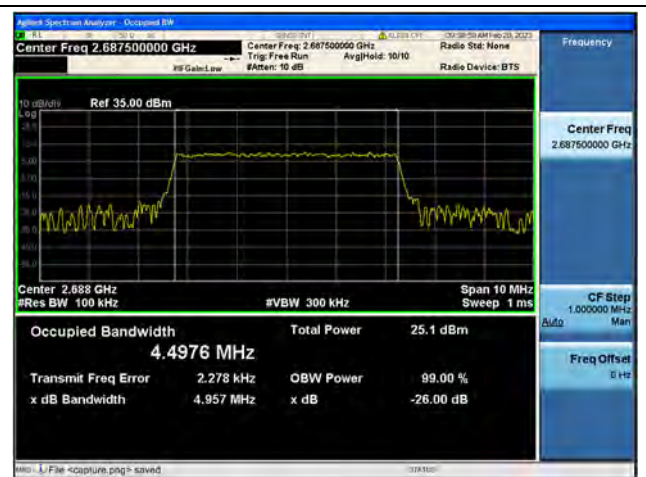 Agilent Spectrum Analyzer - Occupied BW
RL
Center Freq 2.687500000 GHz
#IFGain:Low
Center Freq: 2.687500000 GHz
Trig: Free Run
Avg|Hold: 10/10
#Atten: 10 dB
Radio Std: None
Radio Device: BTS
Frequency
10 dB/div
Log
Ref 35.00 dBm
Center Freq
2.687500000 GHz
Center 2.688 GHz
Span 10 MHz
#Res BW 100 kHz
#VBW 300 kHz
Sweep 1 ms
CF Step
1.000000 MHz
Auto Man
Occupied Bandwidth
4.4976 MHz
Total Power 25.1 dBm
Transmit Freq Error 2.278 kHz
OBW Power 99.00 %
x dB Bandwidth 4.957 MHz
x dB -26.00 dB
Freq Offset
0 Hz
MSG File <capture.png> saved
STATUS